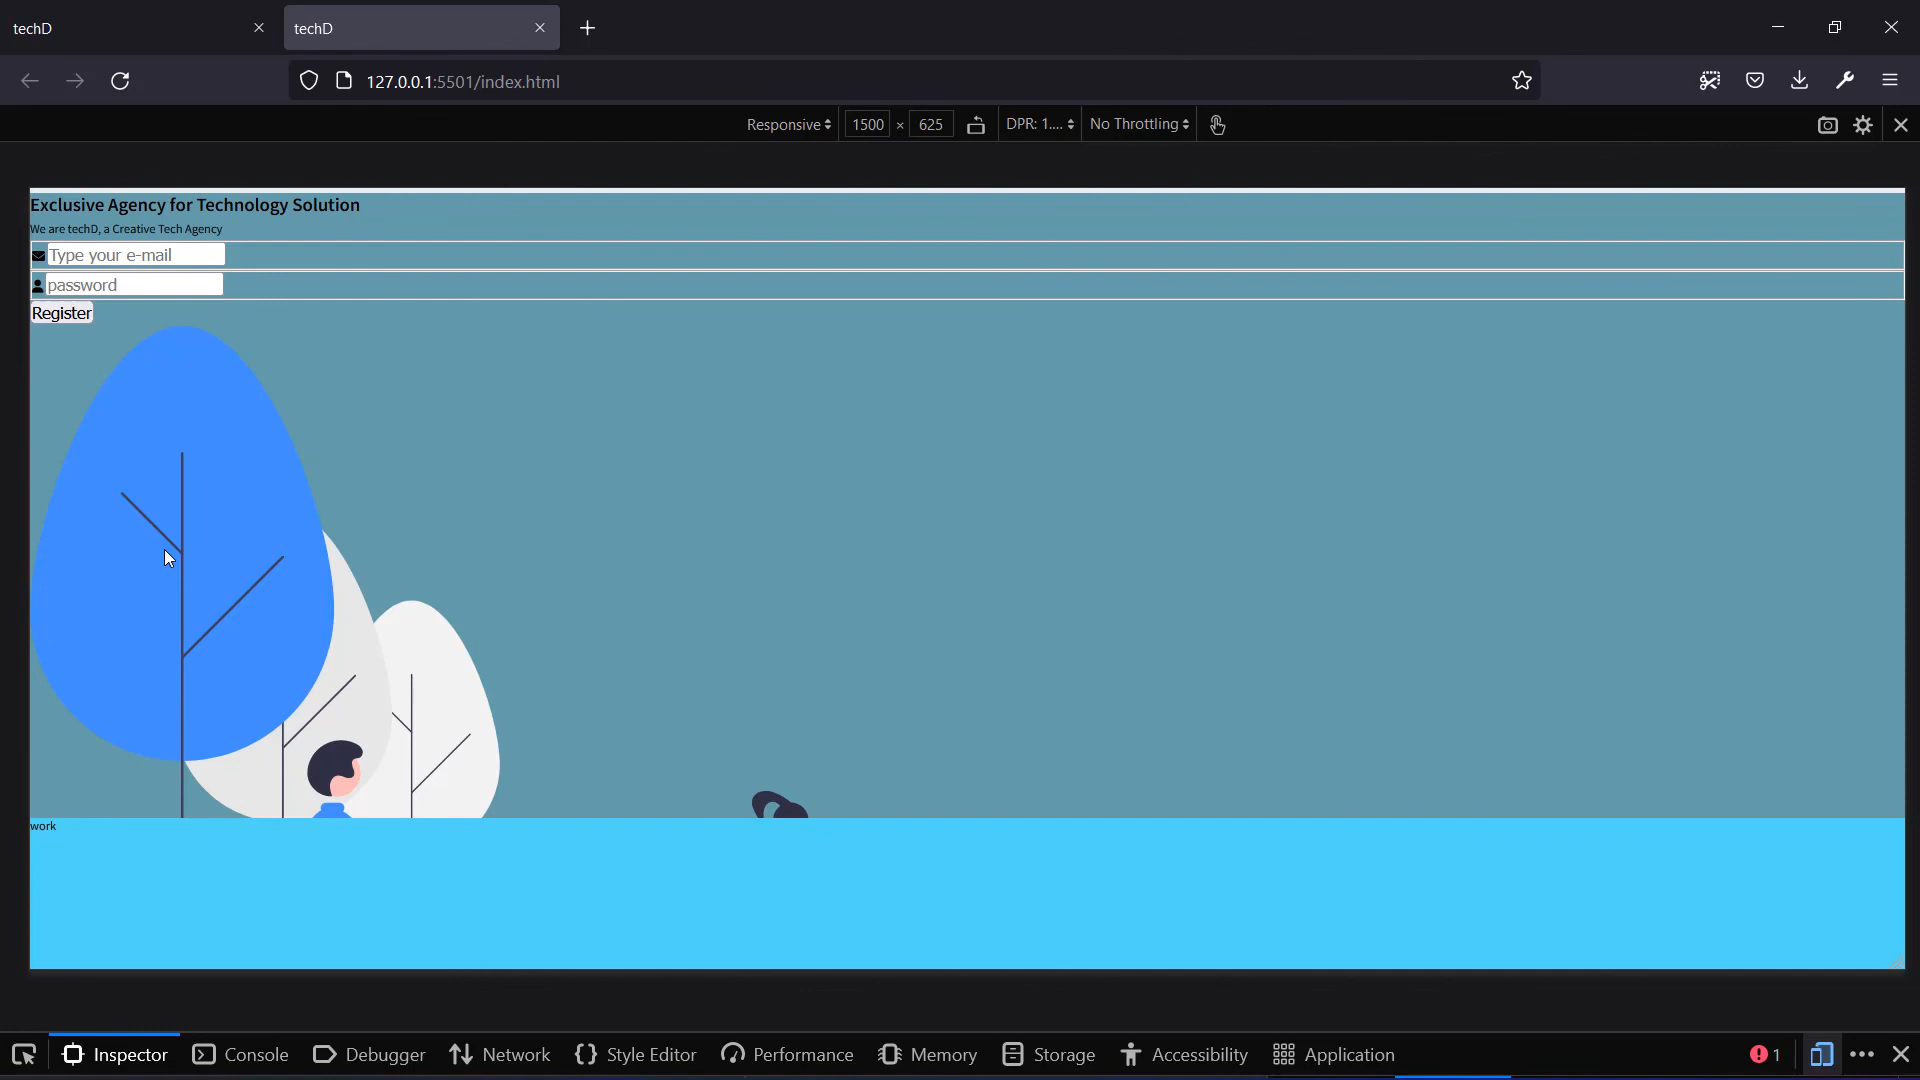 techD
techD
127.0.0.1:5501/index.html
Responsive 1500 × 625 DPR: 1.... No Throttling
Exclusive Agency for Technology Solution
We are techD, a Creative Tech Agency
Type your e-mail
password
Register
work
Inspector Console Debugger Network Style Editor Performance Memory Storage Accessibility Application 1